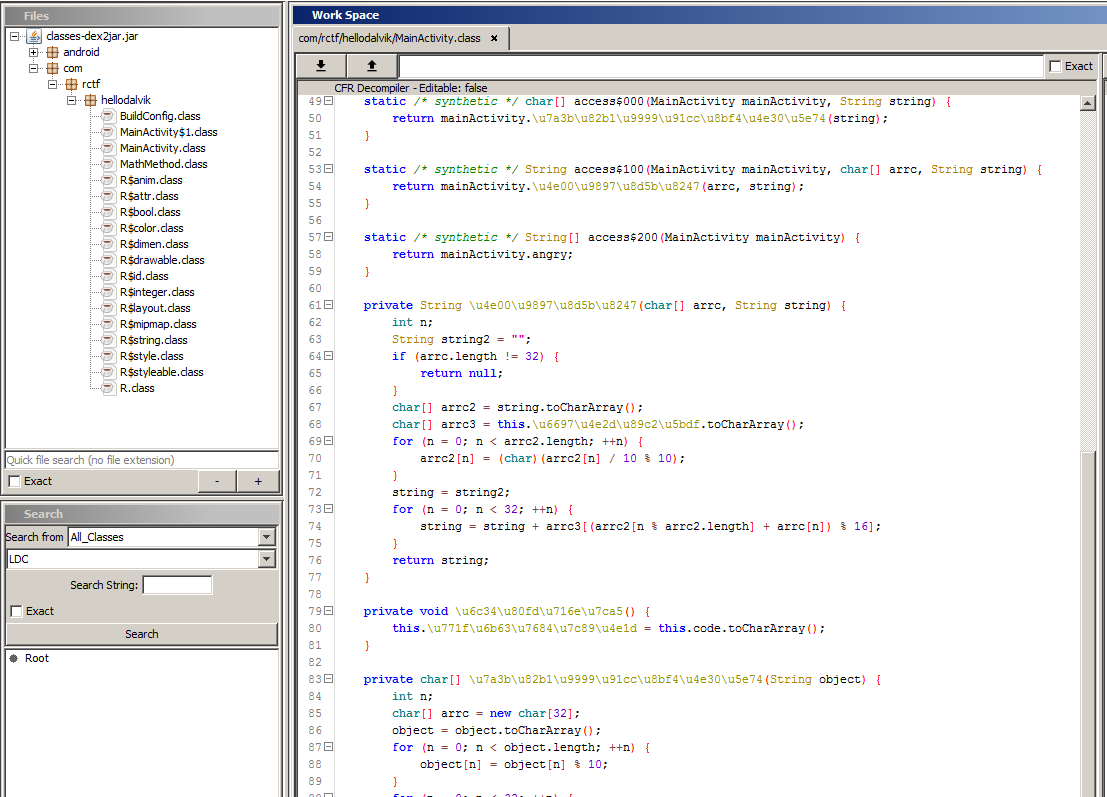 Files
classes-dex2jar.jar
android
com
rctf
hellodalvik
BuildConfig.class
MainActivity$1.class
MainActivity.class
MathMethod.class
R$anim.class
R$attr.class
R$bool.class
R$color.class
R$dimen.class
R$drawable.class
R$id.class
R$integer.class
R$layout.class
R$mipmap.class
R$string.class
R$style.class
R$styleable.class
R.class
Quick file search (no file extension)
Exact - +
Search
Search from All_Classes
LDC
Search String:
Exact
Search
Root
Work Space
com/rctf/hellodalvik/MainActivity.class ×
Exact
CFR Decompiler - Editable: false
49 static /* synthetic */ char[] access$000(MainActivity mainActivity, String string) {
50 return mainActivity.\u7a3b\u82b1\u9999\u91cc\u8bf4\u4e30\u5e74(string);
51 }
52
53 static /* synthetic */ String access$100(MainActivity mainActivity, char[] arrc, String string) {
54 return mainActivity.\u4e00\u9897\u8d5b\u8247(arrc, string);
55 }
56
57 static /* synthetic */ String[] access$200(MainActivity mainActivity) {
58 return mainActivity.angry;
59 }
60
61 private String \u4e00\u9897\u8d5b\u8247(char[] arrc, String string) {
62 int n;
63 String string2 = "";
64 if (arrc.length != 32) {
65 return null;
66 }
67 char[] arrc2 = string.toCharArray();
68 char[] arrc3 = this.\u6697\u4e2d\u89c2\u5bdf.toCharArray();
69 for (n = 0; n < arrc2.length; ++n) {
70 arrc2[n] = (char)(arrc2[n] / 10 % 10);
71 }
72 string = string2;
73 for (n = 0; n < 32; ++n) {
74 string = string + arrc3[(arrc2[n % arrc2.length] + arrc[n]) % 16];
75 }
76 return string;
77 }
78
79 private void \u6c34\u80fd\u716e\u7ca5() {
80 this.\u771f\u6b63\u7684\u7c89\u4e1d = this.code.toCharArray();
81 }
82
83 private char[] \u7a3b\u82b1\u9999\u91cc\u8bf4\u4e30\u5e74(String object) {
84 int n;
85 char[] arrc = new char[32];
86 object = object.toCharArray();
87 for (n = 0; n < object.length; ++n) {
88 object[n] = object[n] % 10;
89 }
90 for (n = 0; n < 32; ++n) {